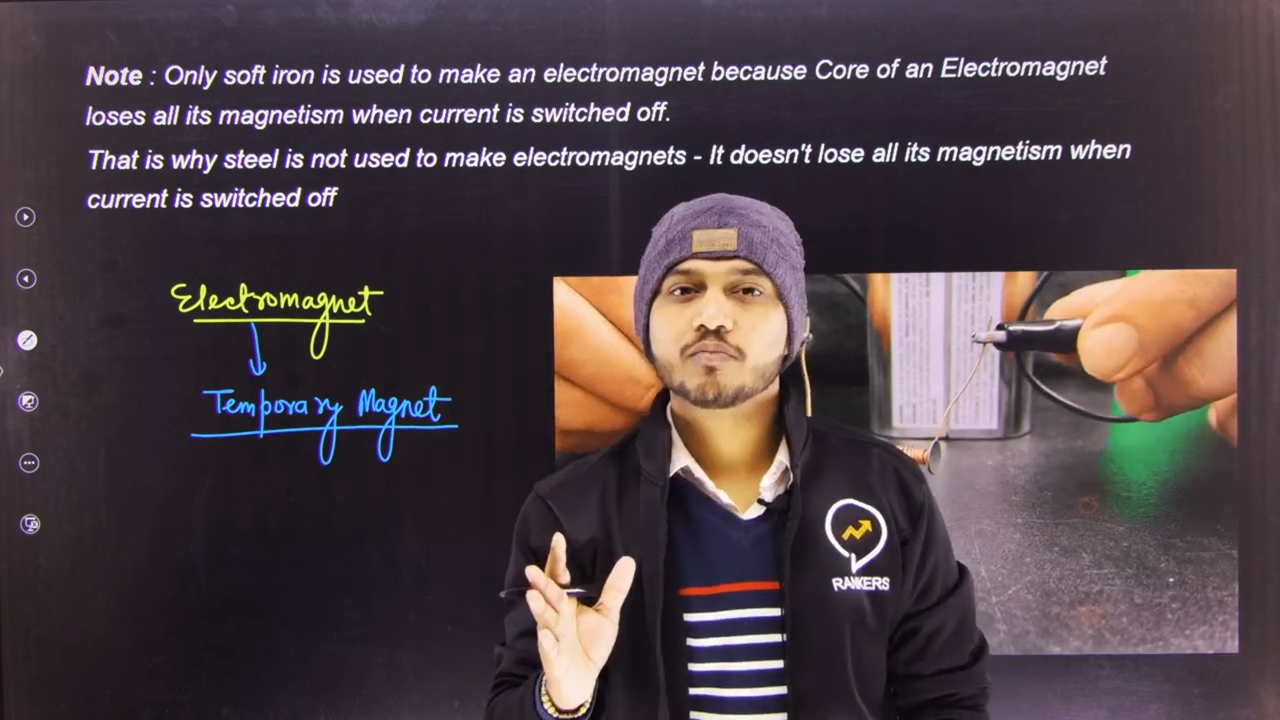 Note : Only soft iron is used to make an electromagnet because Core of an Electromagnet
loses all its magnetism when current is switched off.
That is why steel is not used to make electromagnets - It doesn't lose all its magnetism when
current is switched off
Electromagnet
Temporary Magnet
RANKERS